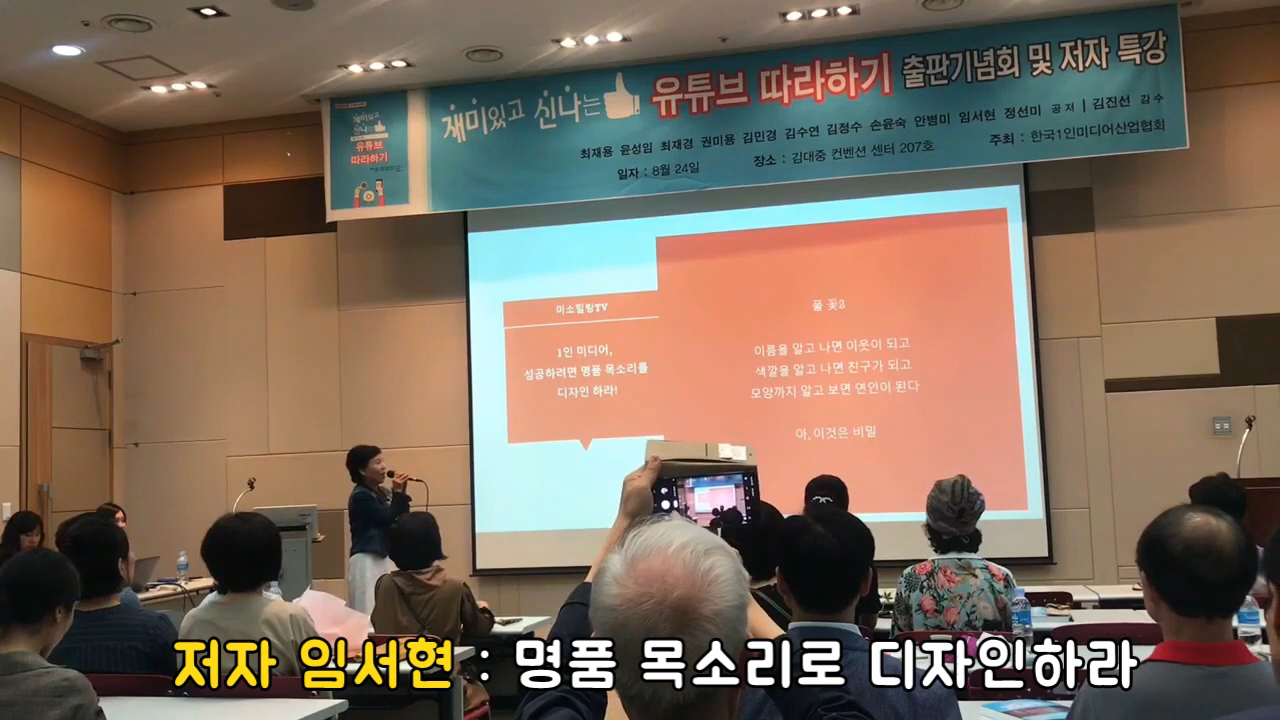 재미있고 신나는 유튜브 따라하기 출판기념회 및 저자 특강
최재용 윤성임 최재경 권미용 김민경 김수연 김정수 손윤숙 안병미 임서현 정선미 공 저 | 김진선 감 수
일자 : 8월 24일 장소 : 김대중 컨벤션 센터 207호 주최 : 한국1인미디어산업협회
재미있고
신나는
유튜브
따라하기
미소힐링TV
1인 미디어,
성공하려면 명품 목소리를
디자인 하라!
풀 꽃2
이름을 알고 나면 이웃이 되고
색깔을 알고 나면 친구가 되고
모양까지 알고 보면 연인이 된다
아, 이것은 비밀
저자 임서현 : 명품 목소리로 디자인하라